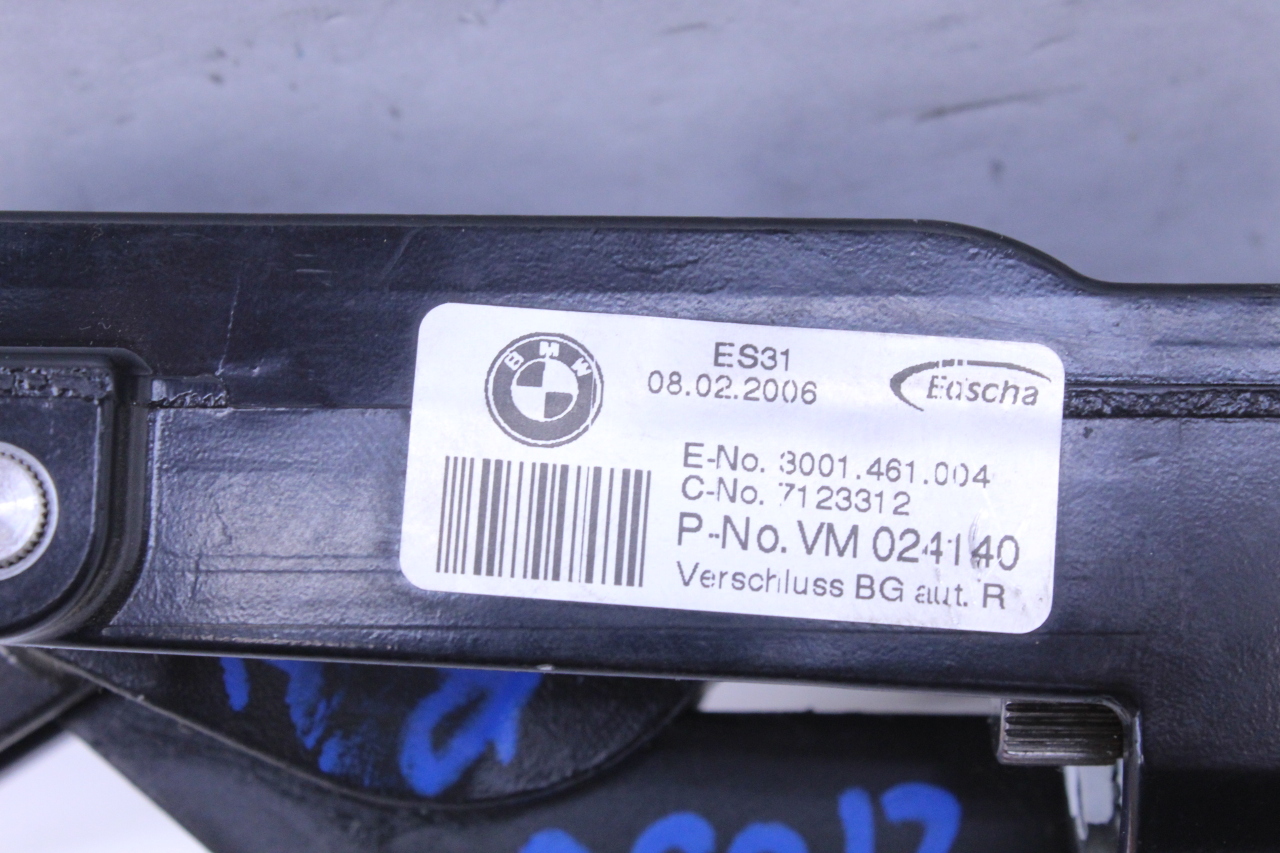 BMW
ES31
08.02.2006
Edscha
E-No. 3001.461.004
C-No. 7123312
P-No. VM 024140
Verschluss BG aut. R